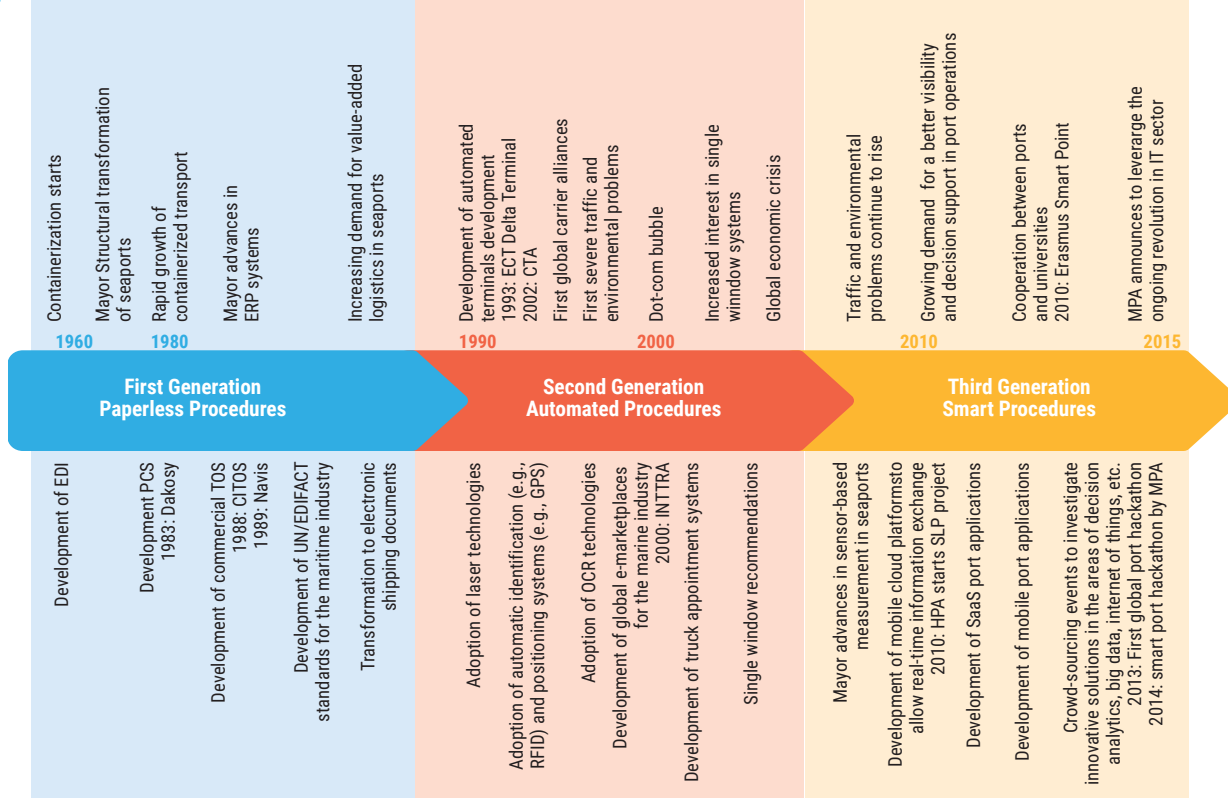 Containerization starts
Mayor Structural transformation
of seaports
Rapid growth of
containerized transport
Mayor advances in
ERP systems
Increasing demand for value-added
logistics in seaports
Development of automated
terminals development
1993: ECT Delta Terminal
2002: CTA
First global carrier alliances
First severe traffic and
environmental problems
Dot-com bubble
Increased interest in single
winndow systems
Global economic crisis
Traffic and environmental
problems continue to rise
Growing demand for a better visibility
and decision support in port operations
Cooperation between ports
and universities
2010: Erasmus Smart Point
MPA announces to leverarge the
ongoing revolution in IT sector
1960
1980
1990
2000
2010
2015
First Generation
Paperless Procedures
Second Generation
Automated Procedures
Third Generation
Smart Procedures
Development of EDI
Development PCS
1983: Dakosy
Development of commercial TOS
1988: CITOS
1989: Navis
Development of UN/EDIFACT
standards for the maritime industry
Transformation to electronic
shipping documents
Adoption of laser technologies
Adoption of automatic identification (e.g.,
RFID) and positioning systems (e.g., GPS)
Adoption of OCR technologies
Development of global e-marketplaces
for the marine industry
2000: INTTRA
Development of truck appointment systems
Single window recommendations
Mayor advances in sensor-based
measurement in seaports
Development of mobile cloud platformsto
allow real-time information exchange
2010: HPA starts SLP project
Development of SaaS port applications
Development of mobile port applications
Crowd-sourcing events to investigate
innovative solutions in the areas of decision
analytics, big data, internet of things, etc.
2013: First global port hackathon
2014: smart port hackathon by MPA